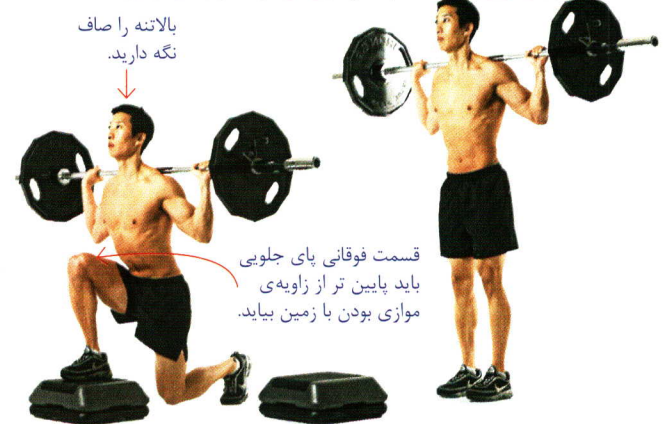 بالاتنه را صاف
نگه دارید.
قسمت فوقانی پای جلویی
باید پایین تر از زاویه‌ی
موازی بودن با زمین بیاید.